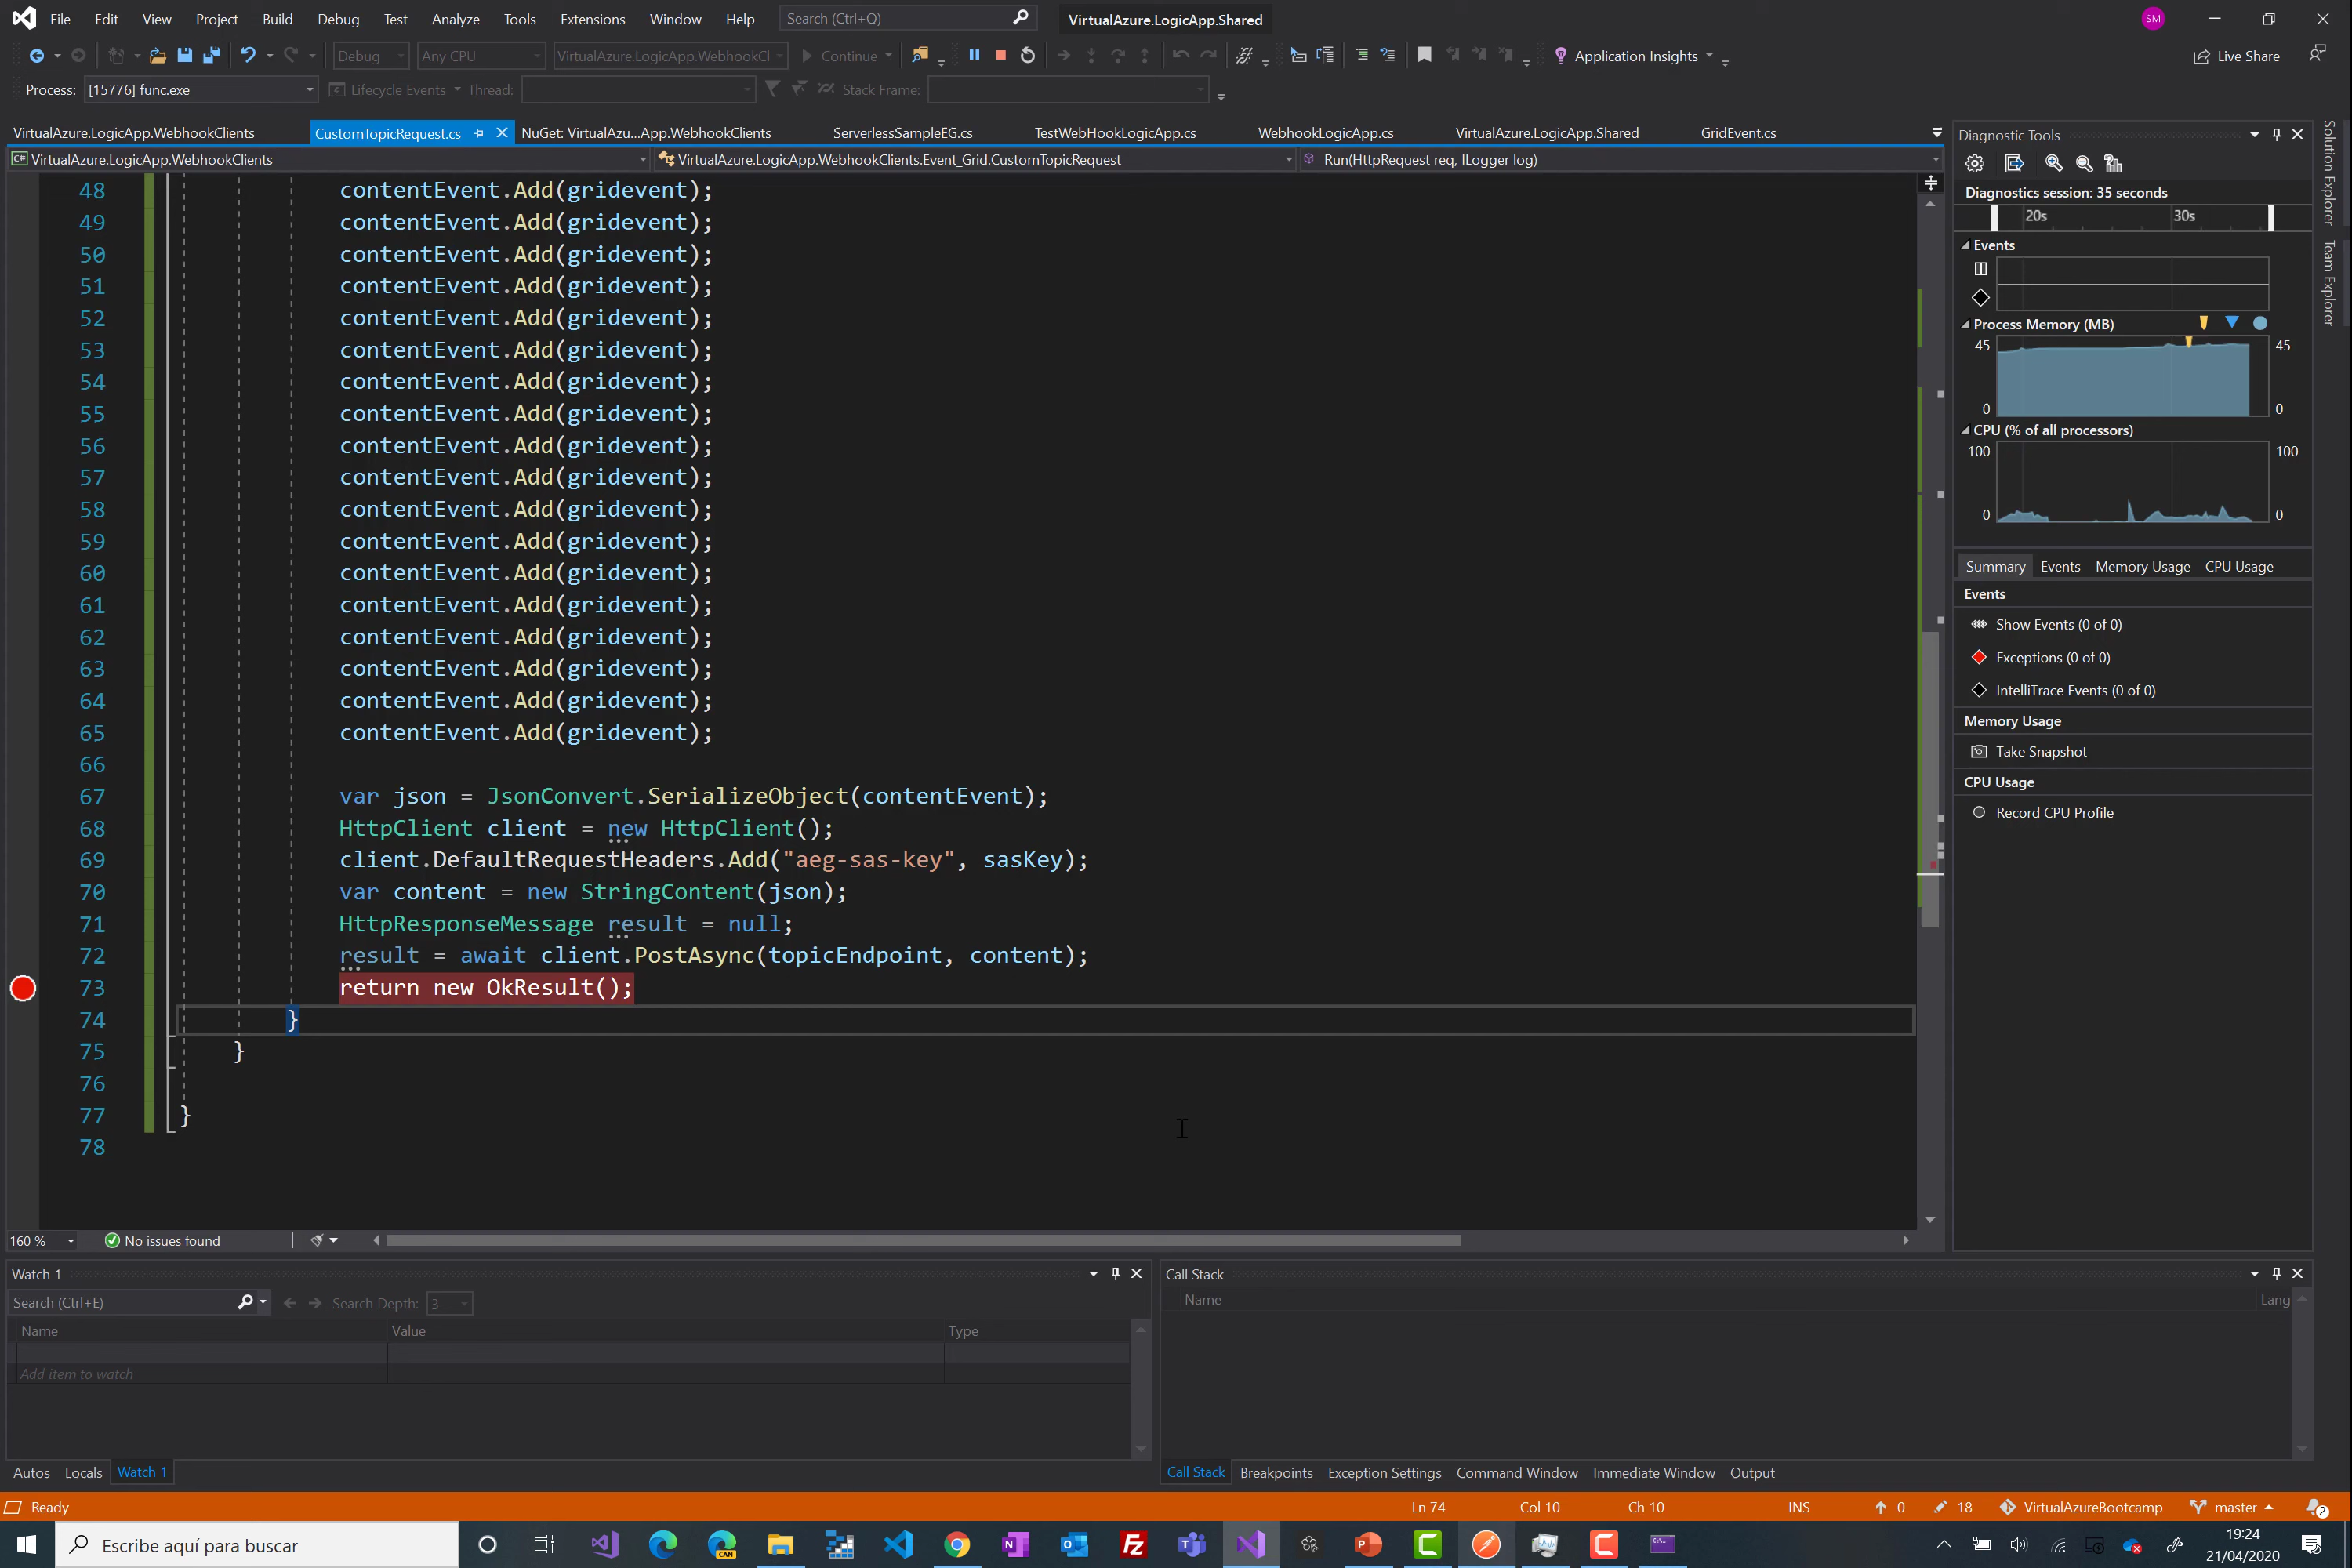 File Edit View Project Build Debug Test Analyze Tools Extensions Window Help Search (Ctrl+Q) VirtualAzure.LogicApp.Shared SM
Debug Any CPU VirtualAzure.LogicApp.WebhookCli Continue Application Insights Live Share
Process: [15776] func.exe Lifecycle Events Thread: Stack Frame:
VirtualAzure.LogicApp.WebhookClients CustomTopicRequest.cs NuGet: VirtualAzu...App.WebhookClients ServerlessSampleEG.cs TestWebHookLogicApp.cs WebhookLogicApp.cs VirtualAzure.LogicApp.Shared GridEvent.cs
C# VirtualAzure.LogicApp.WebhookClients VirtualAzure.LogicApp.WebhookClients.Event_Grid.CustomTopicRequest Run(HttpRequest req, ILogger log)
48 contentEvent.Add(gridevent);
49 contentEvent.Add(gridevent);
50 contentEvent.Add(gridevent);
51 contentEvent.Add(gridevent);
52 contentEvent.Add(gridevent);
53 contentEvent.Add(gridevent);
54 contentEvent.Add(gridevent);
55 contentEvent.Add(gridevent);
56 contentEvent.Add(gridevent);
57 contentEvent.Add(gridevent);
58 contentEvent.Add(gridevent);
59 contentEvent.Add(gridevent);
60 contentEvent.Add(gridevent);
61 contentEvent.Add(gridevent);
62 contentEvent.Add(gridevent);
63 contentEvent.Add(gridevent);
64 contentEvent.Add(gridevent);
65 contentEvent.Add(gridevent);
66
67 var json = JsonConvert.SerializeObject(contentEvent);
68 HttpClient client = new HttpClient();
69 client.DefaultRequestHeaders.Add("aeg-sas-key", sasKey);
70 var content = new StringContent(json);
71 HttpResponseMessage result = null;
72 result = await client.PostAsync(topicEndpoint, content);
73 return new OkResult();
74 }
75 }
76
77 }
78
160 % No issues found
Diagnostic Tools
Diagnostics session: 35 seconds
20s 30s
Events
Process Memory (MB)
45 45
0 0
CPU (% of all processors)
100 100
0 0
Summary Events Memory Usage CPU Usage
Events
Show Events (0 of 0)
Exceptions (0 of 0)
IntelliTrace Events (0 of 0)
Memory Usage
Take Snapshot
CPU Usage
Record CPU Profile
Solution Explorer
Team Explorer
Watch 1
Search (Ctrl+E) Search Depth: 3
Name Value Type
Add item to watch
Autos Locals Watch 1
Call Stack
Name Lang
Call Stack Breakpoints Exception Settings Command Window Immediate Window Output
Ready Ln 74 Col 10 Ch 10 INS 0 18 VirtualAzureBootcamp master 2
Escribe aquí para buscar
CAN
19:24
21/04/2020